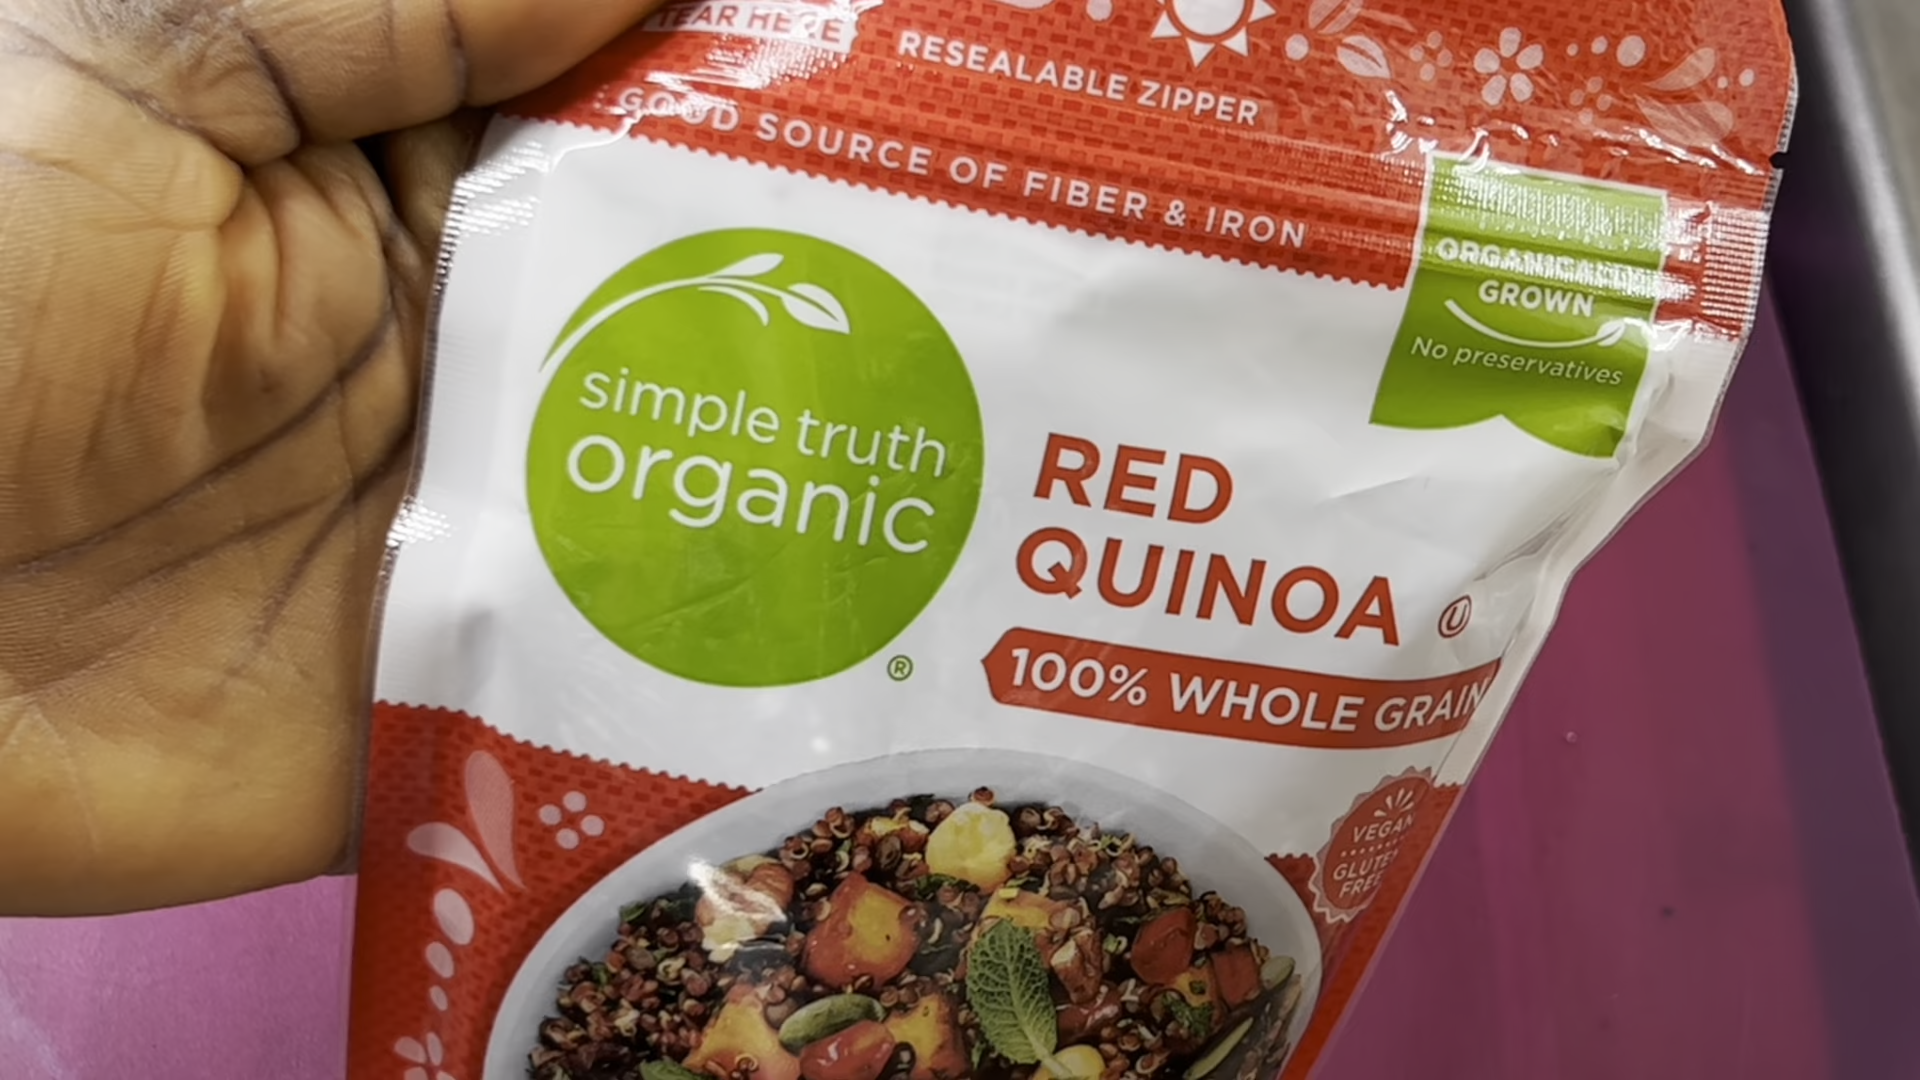 TEAR HERE
RESEALABLE ZIPPER
GOOD SOURCE OF FIBER & IRON
ORGANICALLY
GROWN
No preservatives
simple truth
organic
®
RED
QUINOA
U
100% WHOLE GRAIN
VEGAN
GLUTEN
FREE